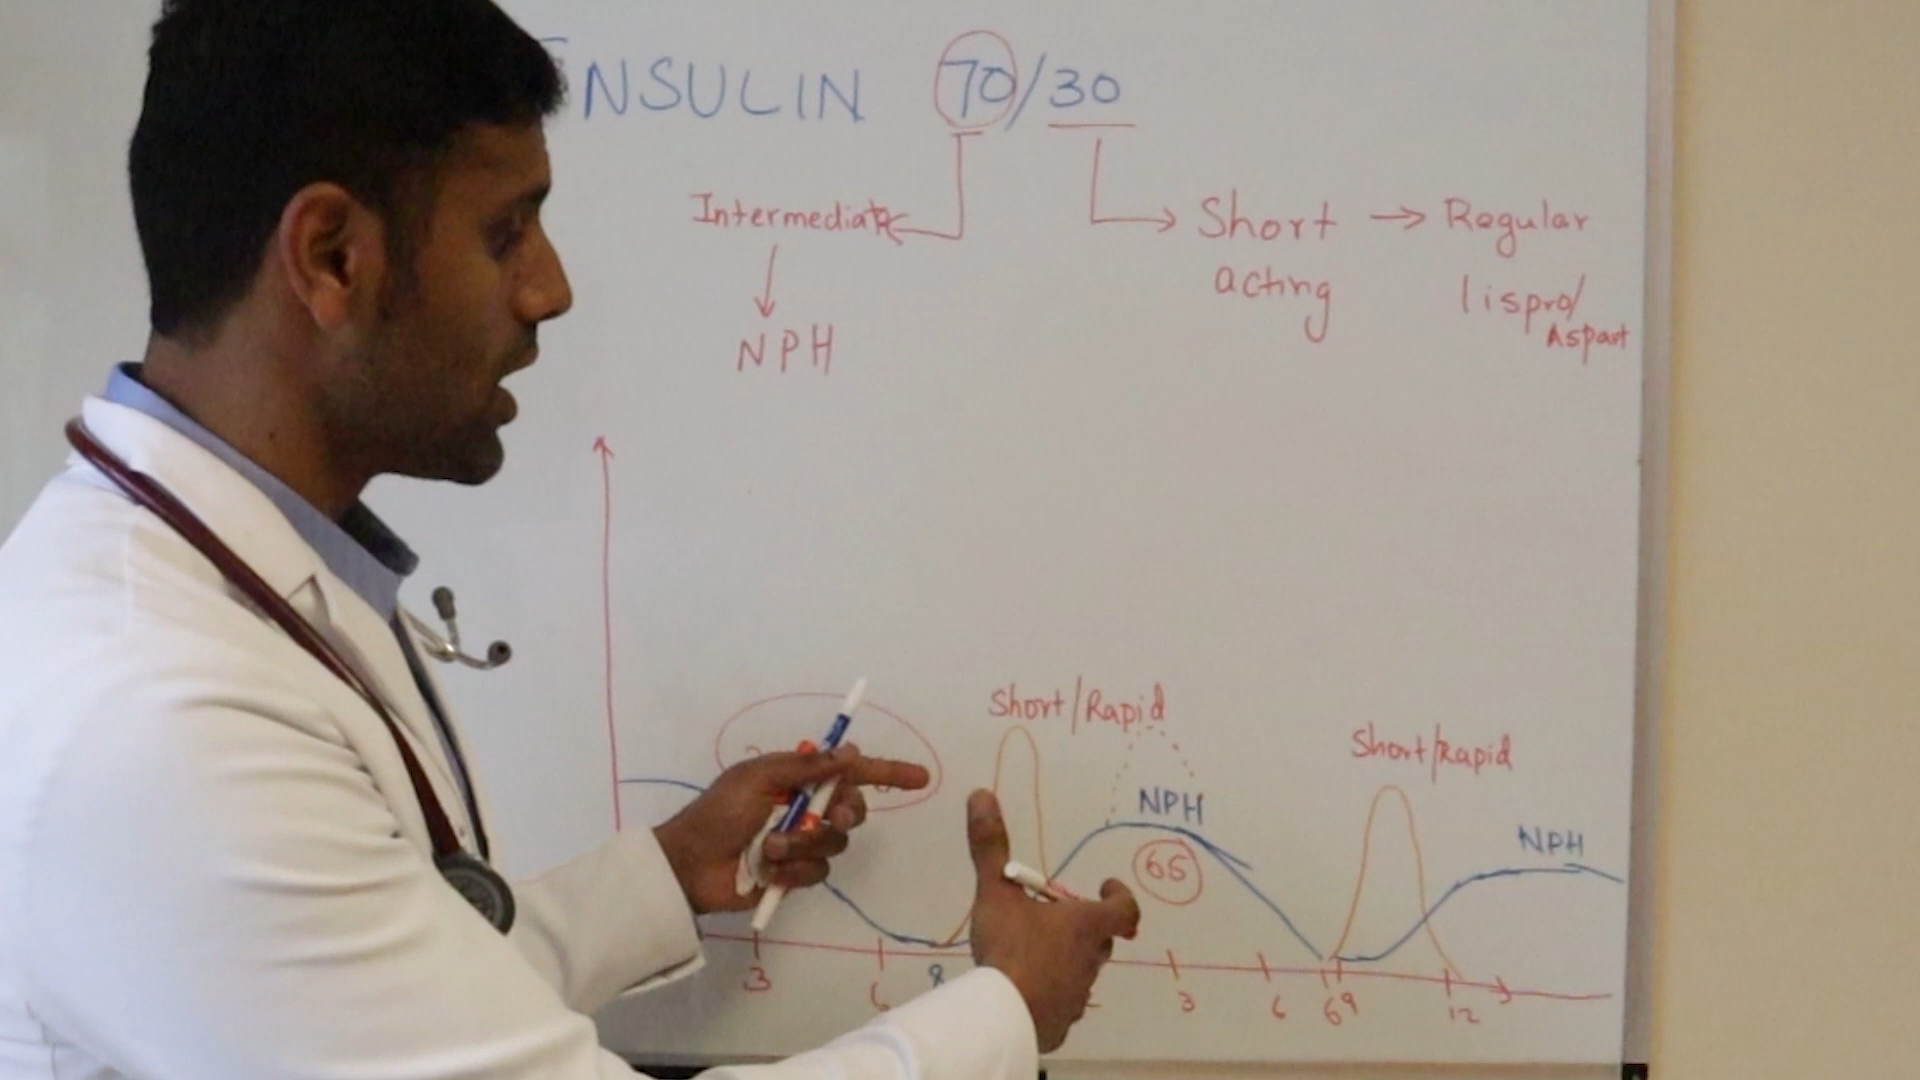 INSULIN 70/30
Intermediate
Short → Regular
acting
lispro/
Aspart
NPH
Short/Rapid
Short/Rapid
NPH
NPH
65
3
6
8
3
6
6
9
12